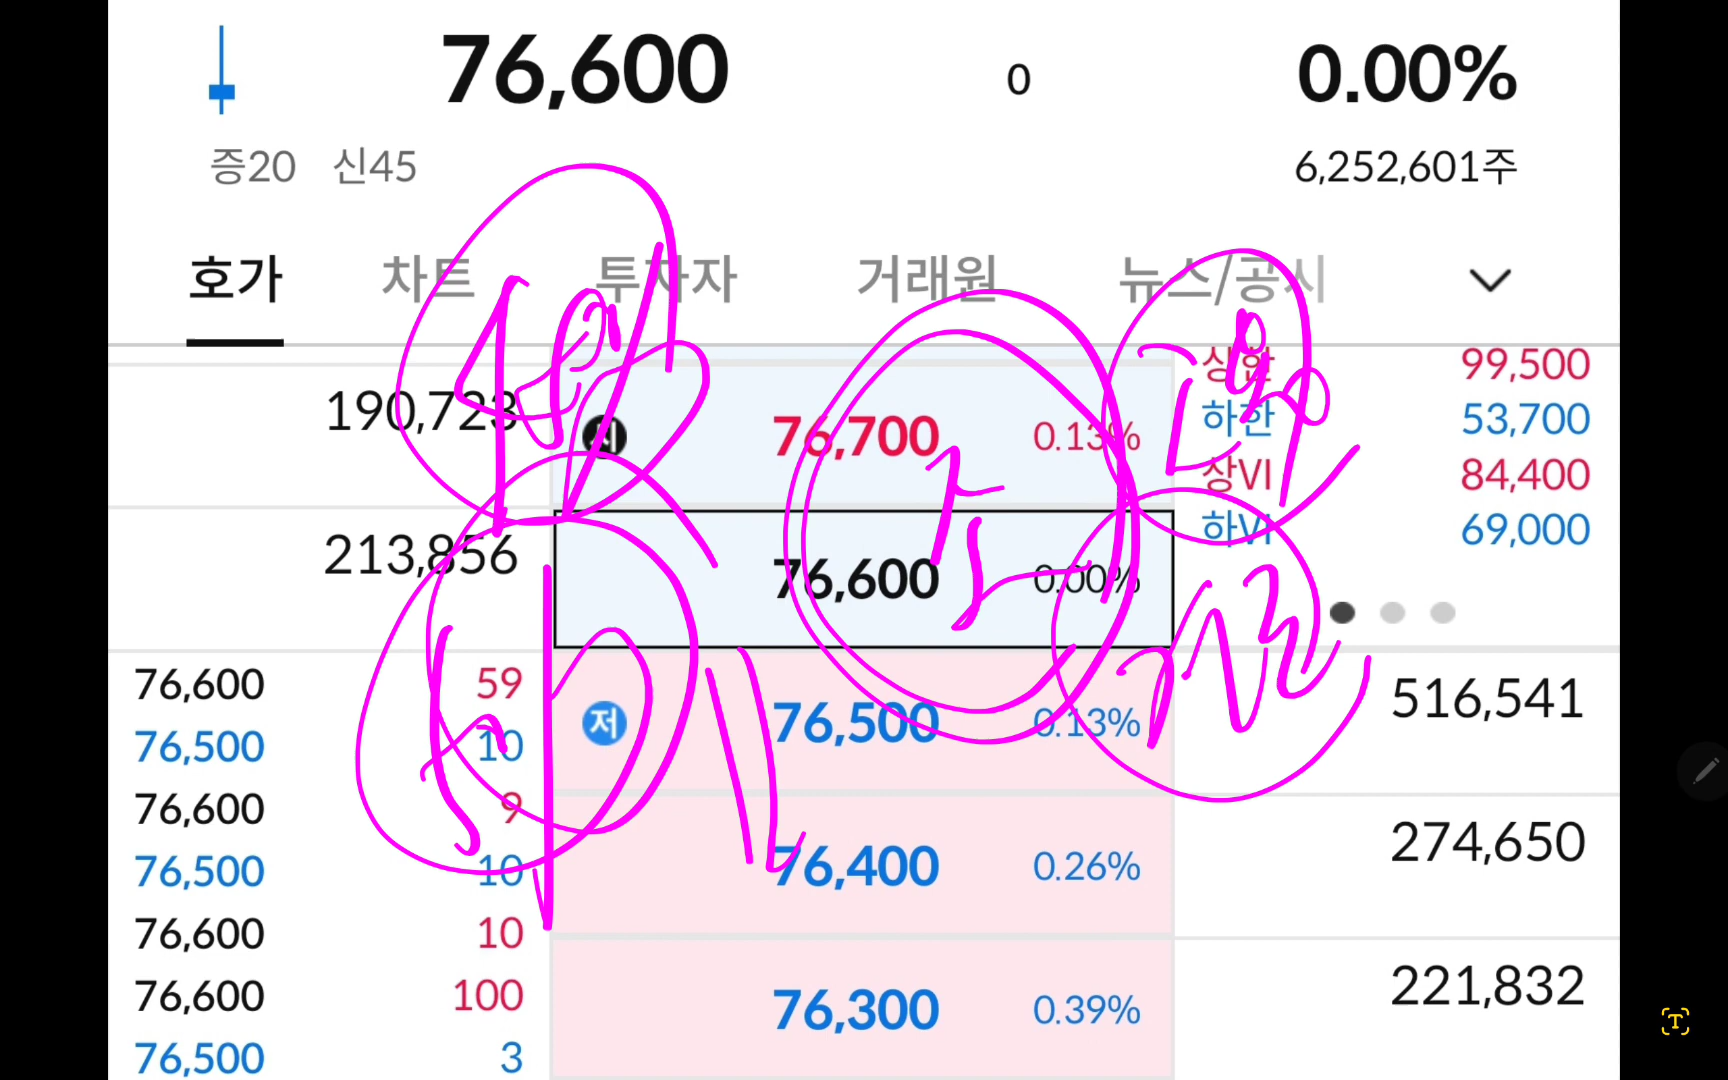 76,600 0 0.00%
증20 신45 6,252,601주
호가 차트 투자자 거래원 뉴스/공시
190,723 76,700 0.13%
상한 99,500
하한 53,700
상VI 84,400
하VI 69,000
213,856 76,600 0.00%
76,600 59
76,500 10
저 76,500 0.13% 516,541
76,600 9
76,500 10
76,400 0.26% 274,650
76,600 10
76,600 100
76,300 0.39% 221,832
76,500 3